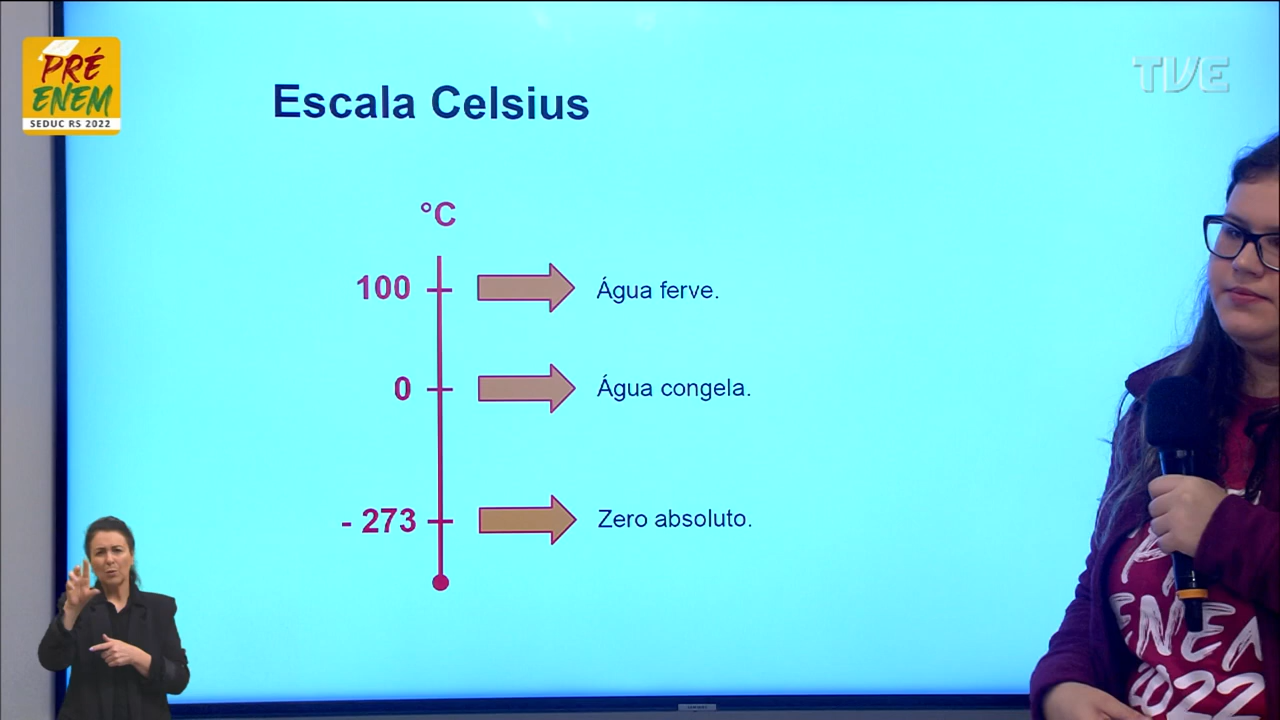 PRÉ
ENEM
SEDUC RS 2022
TVE
Escala Celsius
°C
100
Água ferve.
0
Água congela.
- 273
Zero absoluto.
ENEM
2022